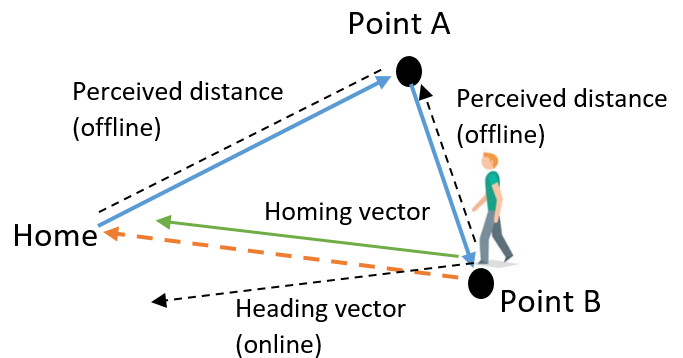 Point A
Perceived distance
(offline)
Perceived distance
(offline)
Homing vector
Home
Heading vector
(online)
Point B